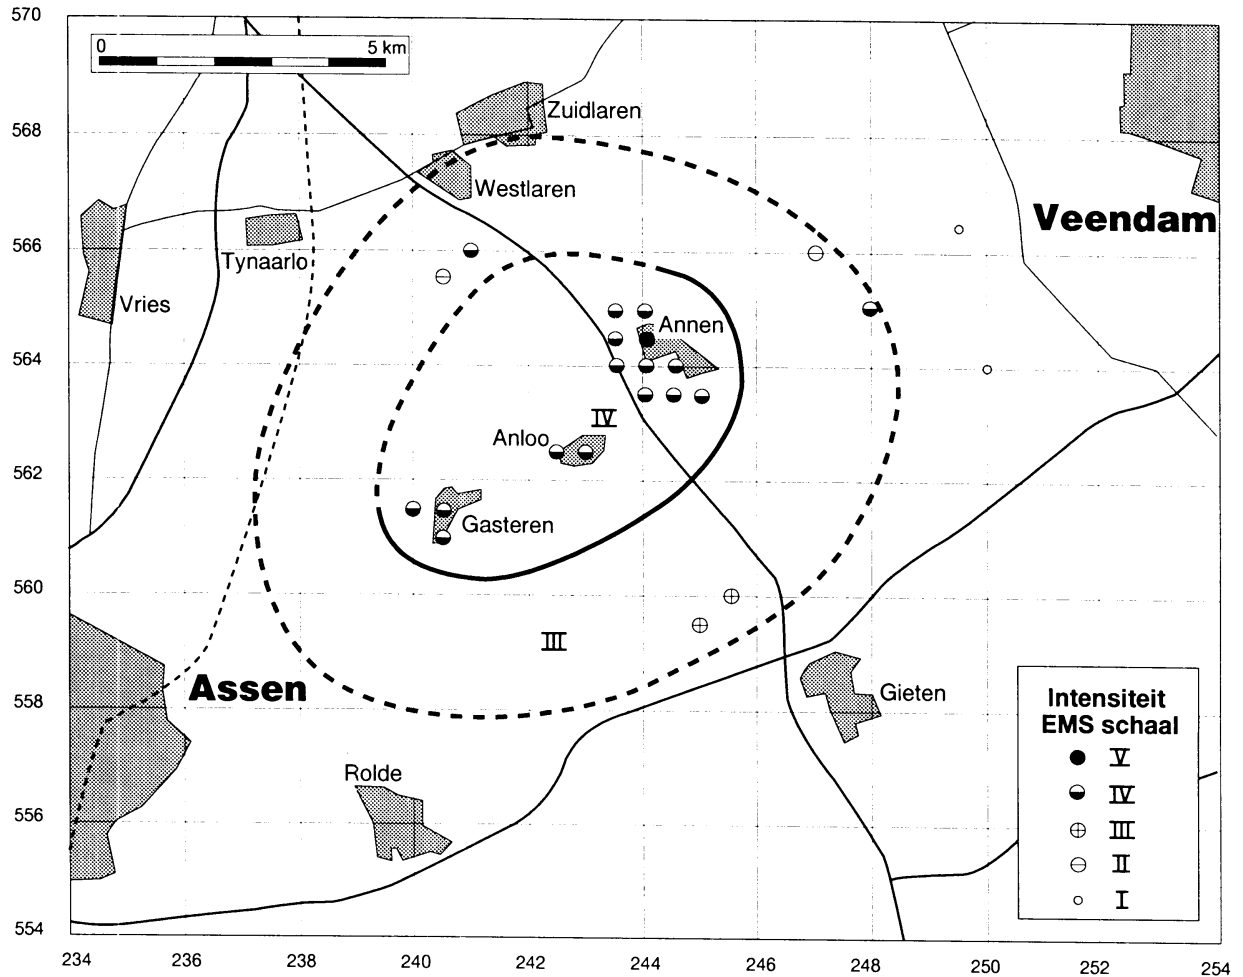 570
0 5 km
Zuidlaren
568
Westlaren
Veendam
566
Tynaarlo
Vries
Annen
564
IV
Anloo
562
Gasteren
560
III
Assen
558
Gieten
Intensiteit
EMS schaal
V
IV
III
II
I
Rolde
556
554
234 236 238 240 242 244 246 248 250 252 254